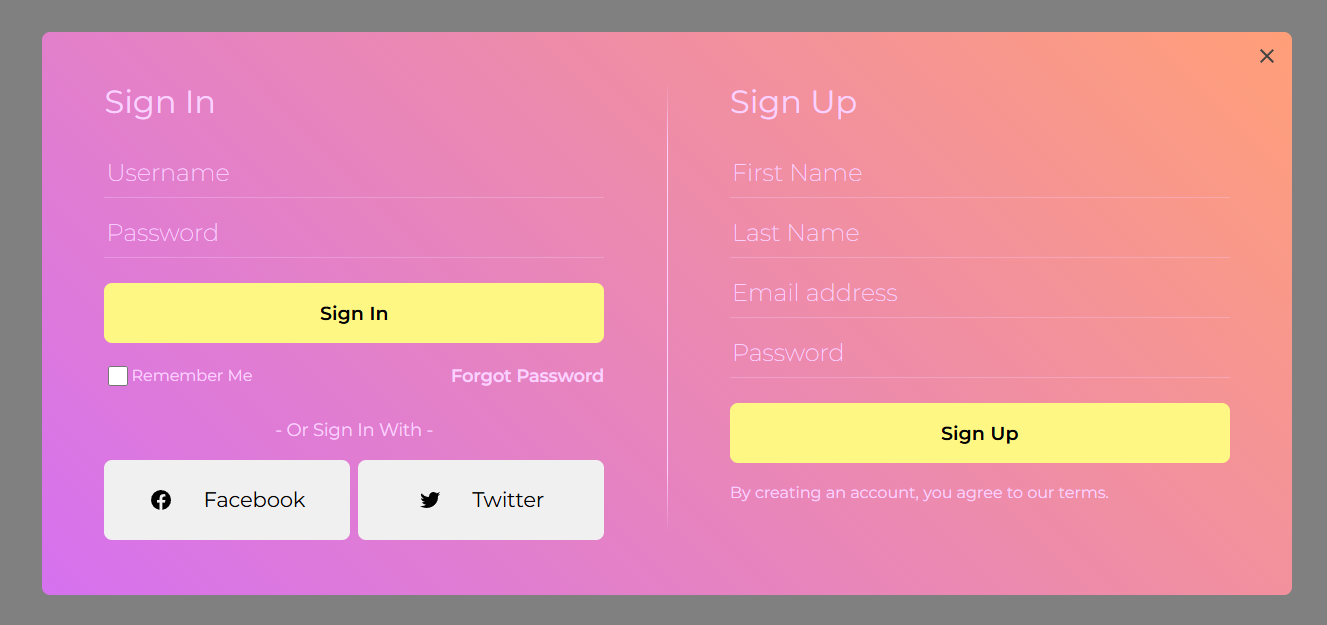 Sign In
Username
Password
Sign In
Remember Me
Forgot Password
- Or Sign In With -
Facebook
Twitter
Sign Up
First Name
Last Name
Email address
Password
Sign Up
By creating an account, you agree to our terms.